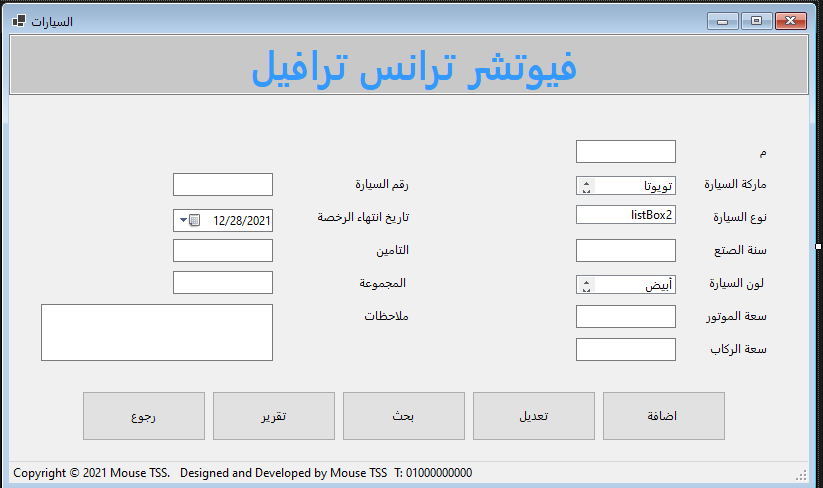 السيارات
فيوتشر ترانس ترافيل
م
ماركة السيارة تويوتا رقم السيارة
نوع السيارة listBox2 تاريخ انتهاء الرخصة 12/28/2021
سنة الصتع التامين
لون السيارة أبيض المجموعة
سعة الموتور ملاحظات
سعة الركاب
اضافة تعديل بحث تقرير رجوع
Copyright © 2021 Mouse TSS. Designed and Developed by Mouse TSS T: 01000000000